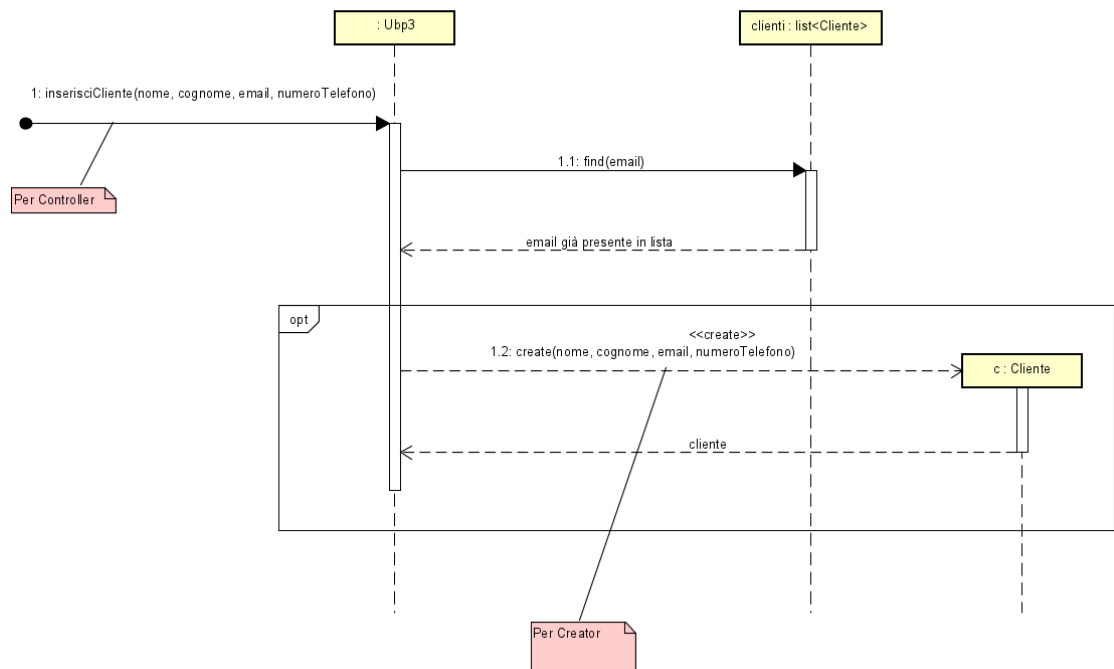 : Ubp3
clienti : list<Cliente>
1: inserisciCliente(nome, cognome, email, numeroTelefono)
1.1: find(email)
Per Controller
email già presente in lista
opt
<<create>>
1.2: create(nome, cognome, email, numeroTelefono)
c : Cliente
cliente
Per Creator